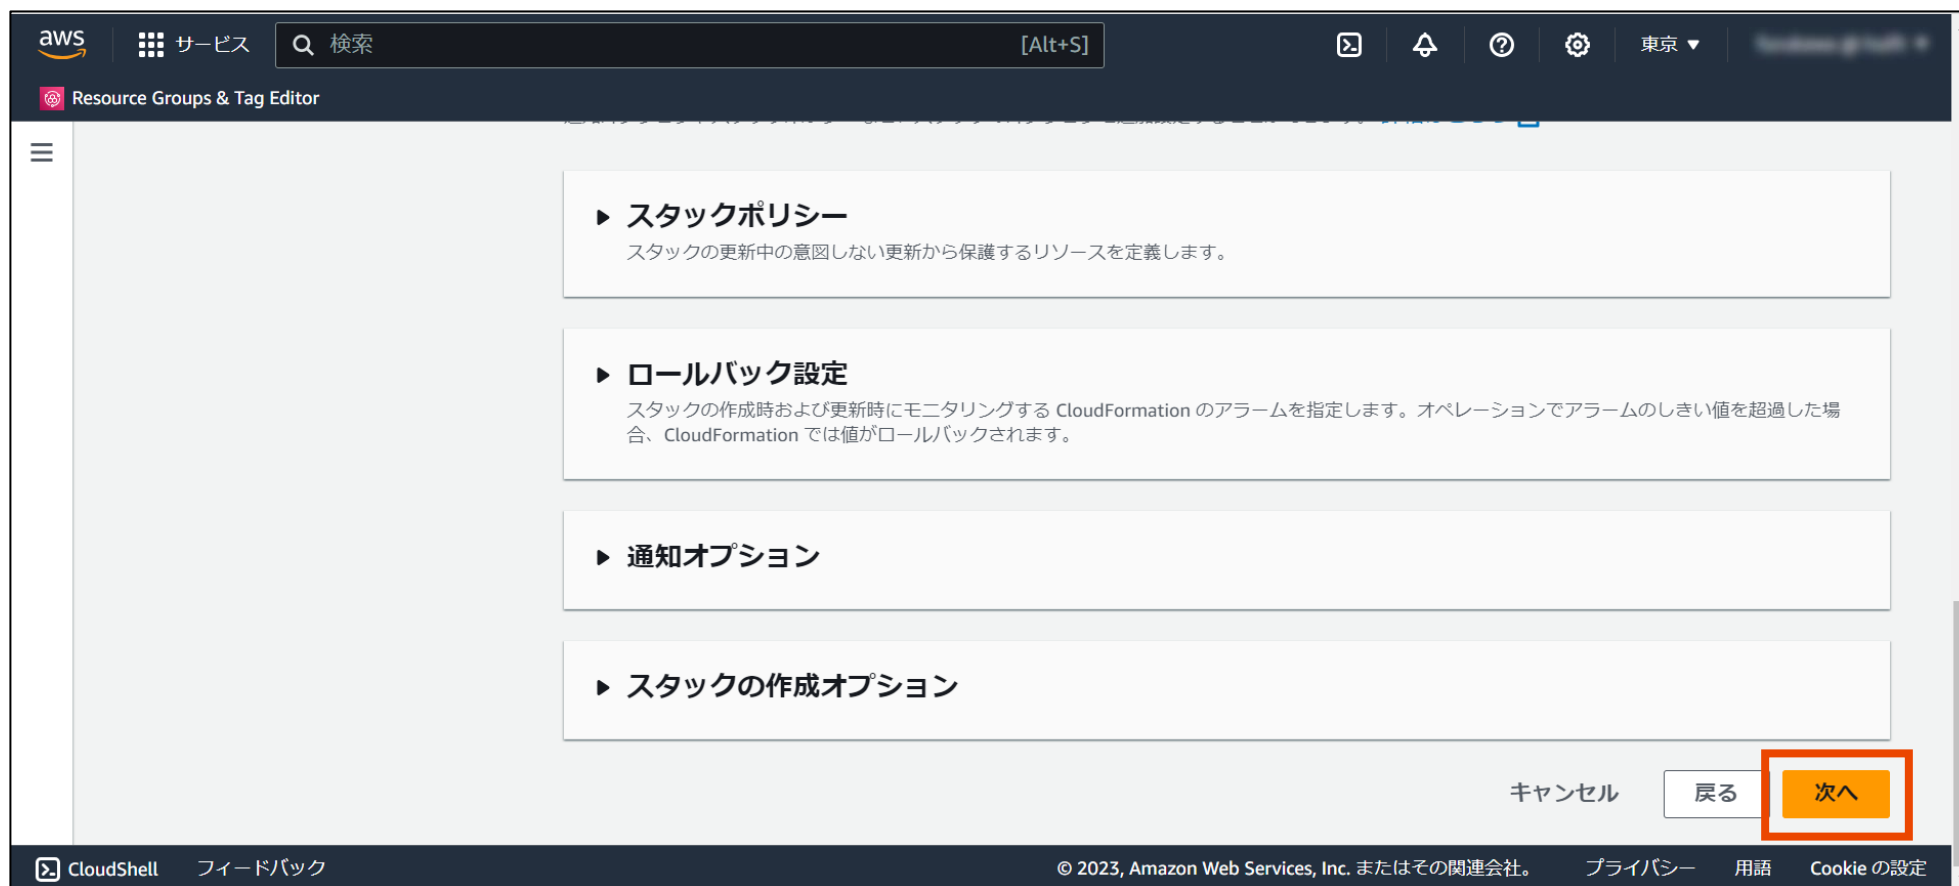 aws
サービス
検索
[Alt+S]
東京
Resource Groups & Tag Editor
スタックポリシー
スタックの更新中の意図しない更新から保護するリソースを定義します。
ロールバック設定
スタックの作成時および更新時にモニタリングする CloudFormation のアラームを指定します。オペレーションでアラームのしきい値を超過した場
合、CloudFormation では値がロールバックされます。
通知オプション
スタックの作成オプション
キャンセル
戻る
次へ
CloudShell
フィードバック
© 2023, Amazon Web Services, Inc. またはその関連会社。
プライバシー
用語
Cookie の設定